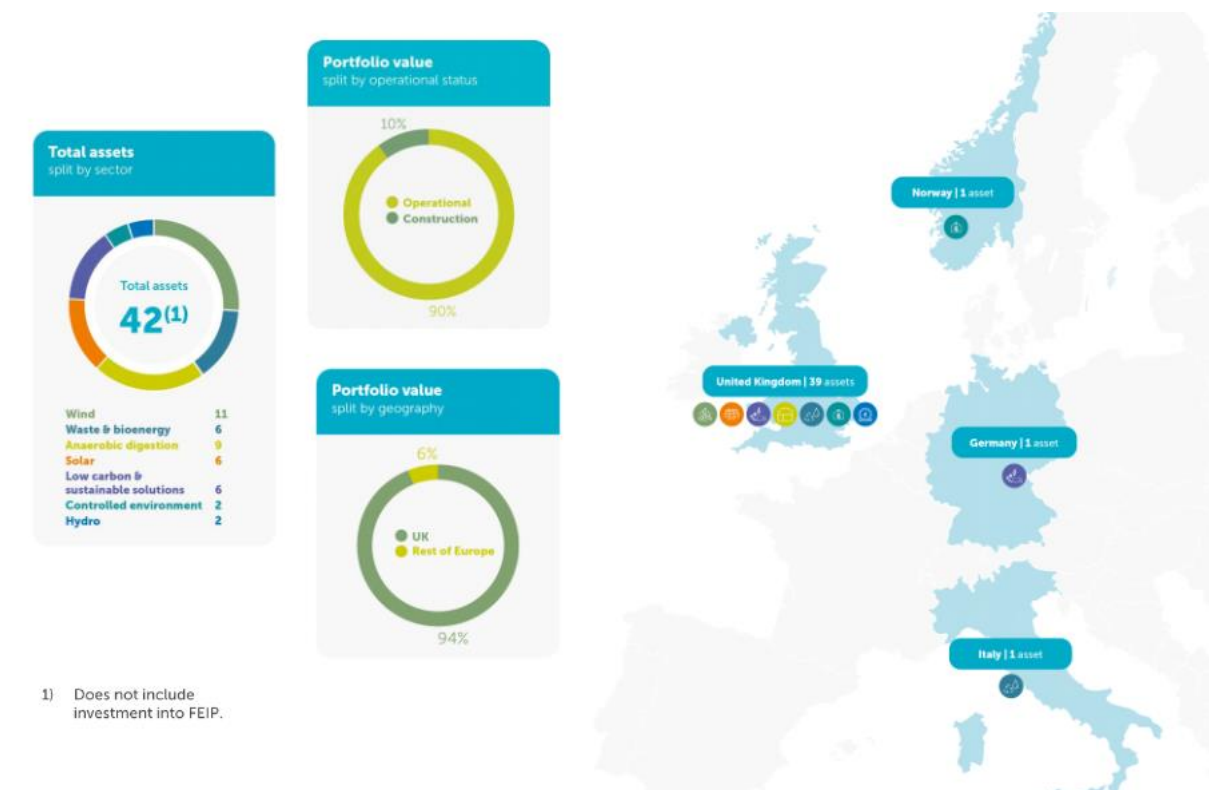 Total assets
split by sector
Total assets
42(1)
Wind 11
Waste & bioenergy 6
Anaerobic digestion 9
Solar 6
Low carbon &
sustainable solutions 6
Controlled environment 2
Hydro 2
Portfolio value
split by operational status
10%
Operational
Construction
90%
Portfolio value
split by geography
6%
UK
Rest of Europe
94%
Norway | 1 asset
United Kingdom | 39 assets
Germany | 1 asset
Italy | 1 asset
1) Does not include
investment into FEIP.